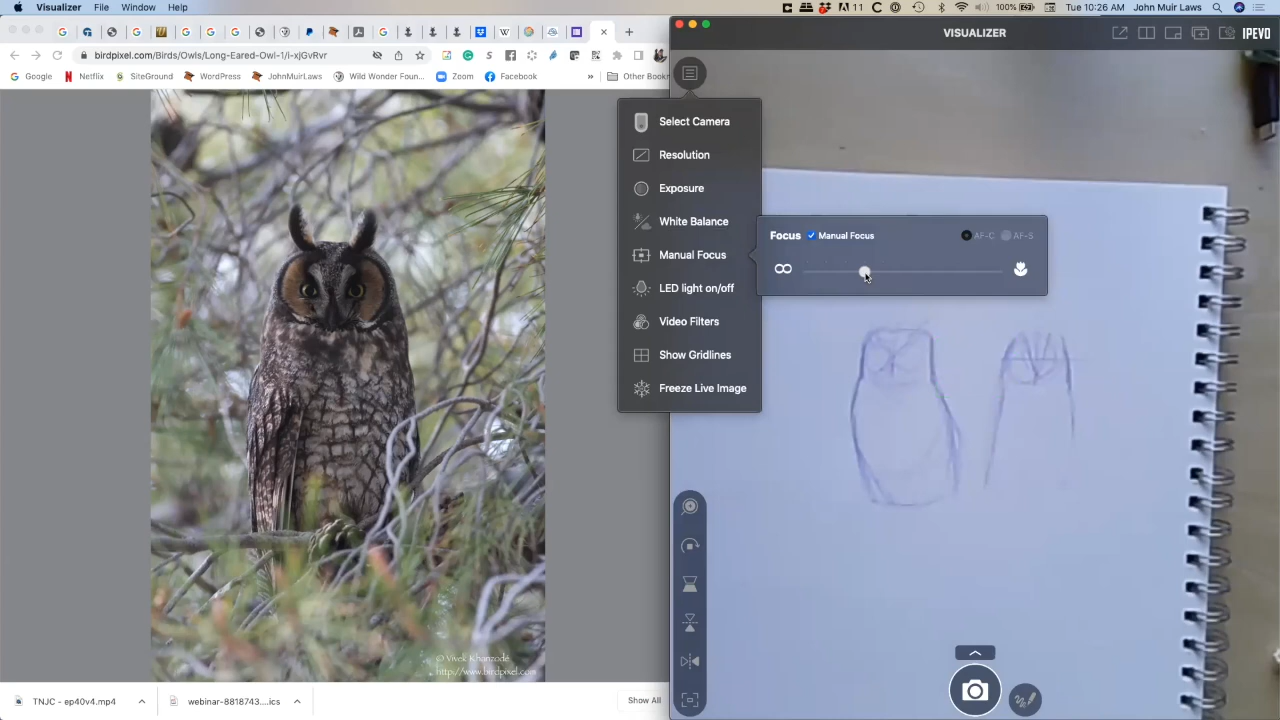 Visualizer File Window Help
11
100%
Tue 10:26 AM John Muir Laws
birdpixel.com/Birds/Owls/Long-Eared-Owl-1/i-xjGvRvr
Google Netflix SiteGround WordPress JohnMuirLaws Wild Wonder Foun... Zoom Facebook » Other Bookm
VISUALIZER
IPEVO
Select Camera
Resolution
Exposure
White Balance
Manual Focus
LED light on/off
Video Filters
Show Gridlines
Freeze Live Image
Focus Manual Focus AF-C AF-S
© Vivek Khanzodé
http://www.birdpixel.com
TNJC - ep40v4.mp4
webinar-8818743....ics
Show All